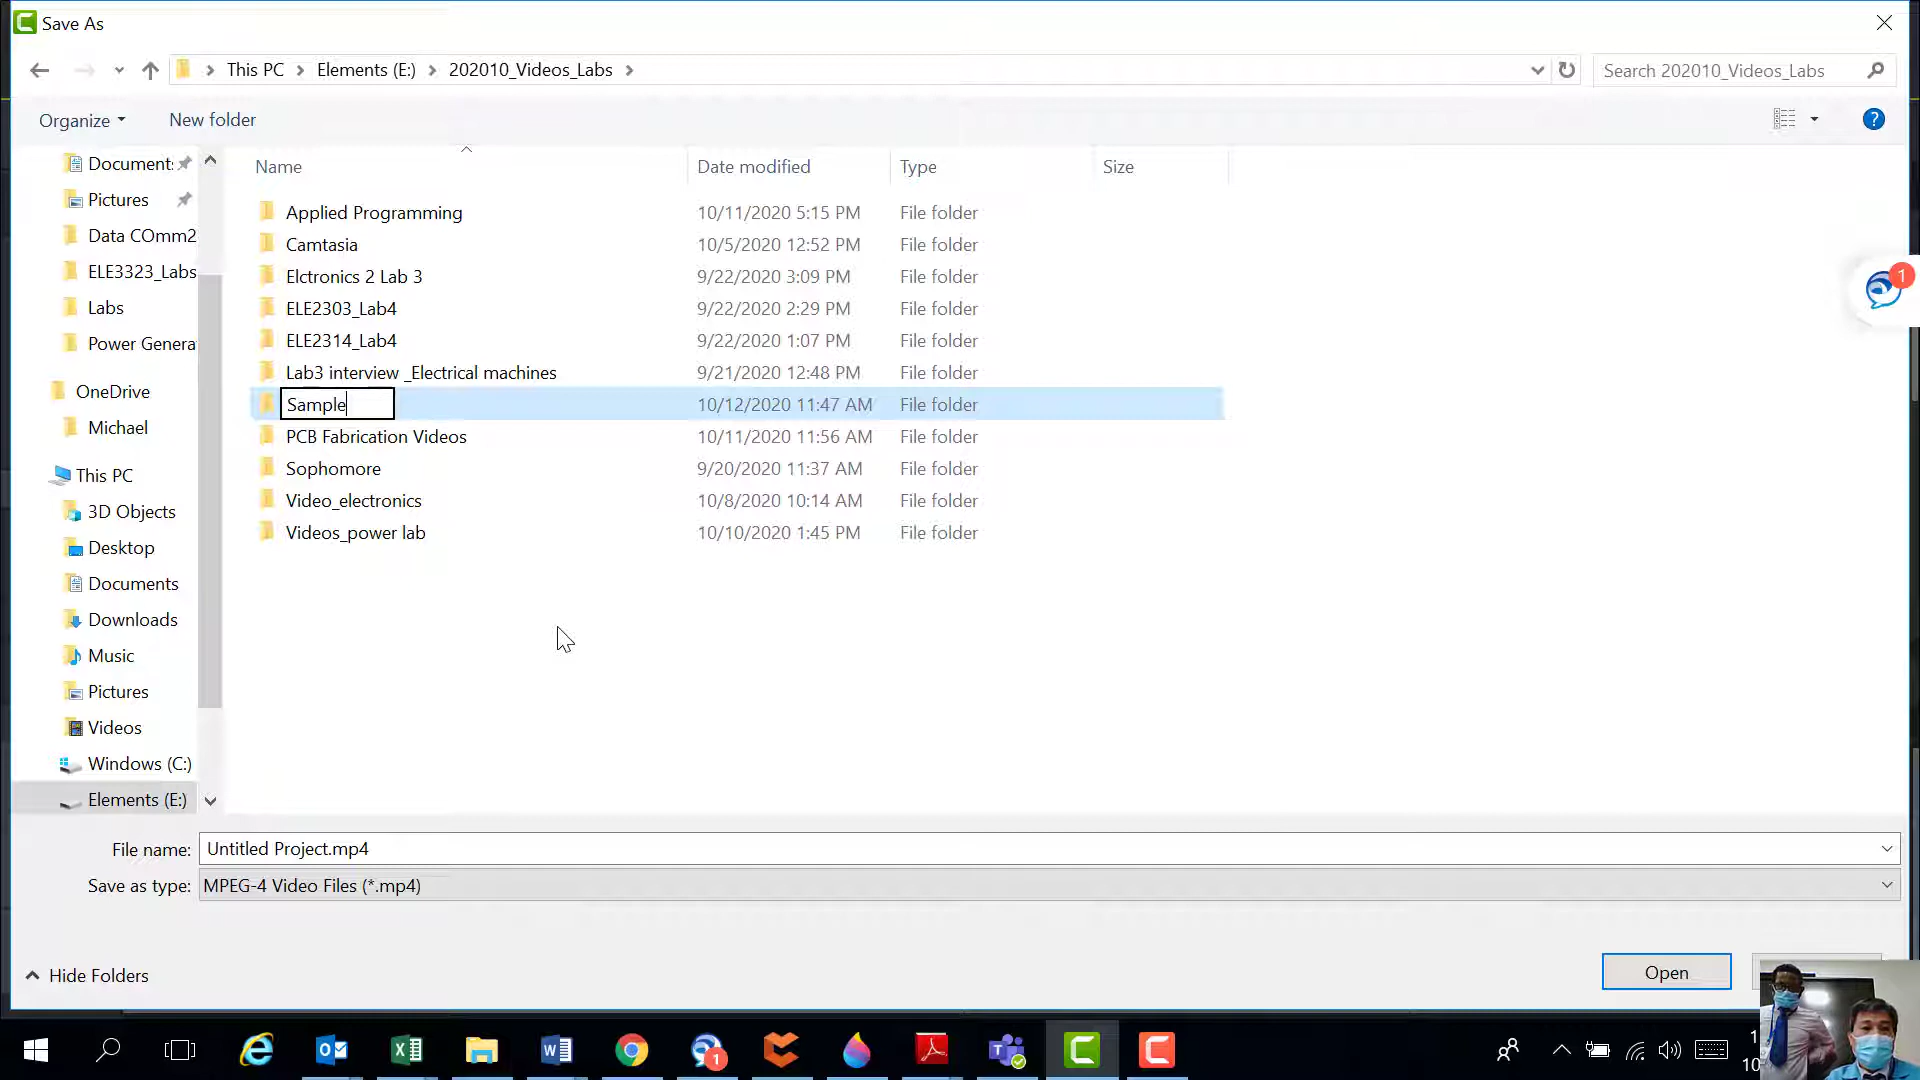 Save As
This PC
Elements (E:)
202010_Videos_Labs
Search 202010_Videos_Labs
Organize
New folder
Name
Date modified
Type
Size
Applied Programming 10/11/2020 5:15 PM File folder
Camtasia 10/5/2020 12:52 PM File folder
Elctronics 2 Lab 3 9/22/2020 3:09 PM File folder
ELE2303_Lab4 9/22/2020 2:29 PM File folder
ELE2314_Lab4 9/22/2020 1:07 PM File folder
Lab3 interview _Electrical machines 9/21/2020 12:48 PM File folder
Sample 10/12/2020 11:47 AM File folder
PCB Fabrication Videos 10/11/2020 11:56 AM File folder
Sophomore 9/20/2020 11:37 AM File folder
Video_electronics 10/8/2020 10:14 AM File folder
Videos_power lab 10/10/2020 1:45 PM File folder
Document
Pictures
Data COmm2
ELE3323_Labs
Labs
Power Genera
OneDrive
Michael
This PC
3D Objects
Desktop
Documents
Downloads
Music
Pictures
Videos
Windows (C:)
Elements (E:)
1
File name: Untitled Project.mp4
Save as type: MPEG-4 Video Files (*.mp4)
Hide Folders
Open
1
1
10